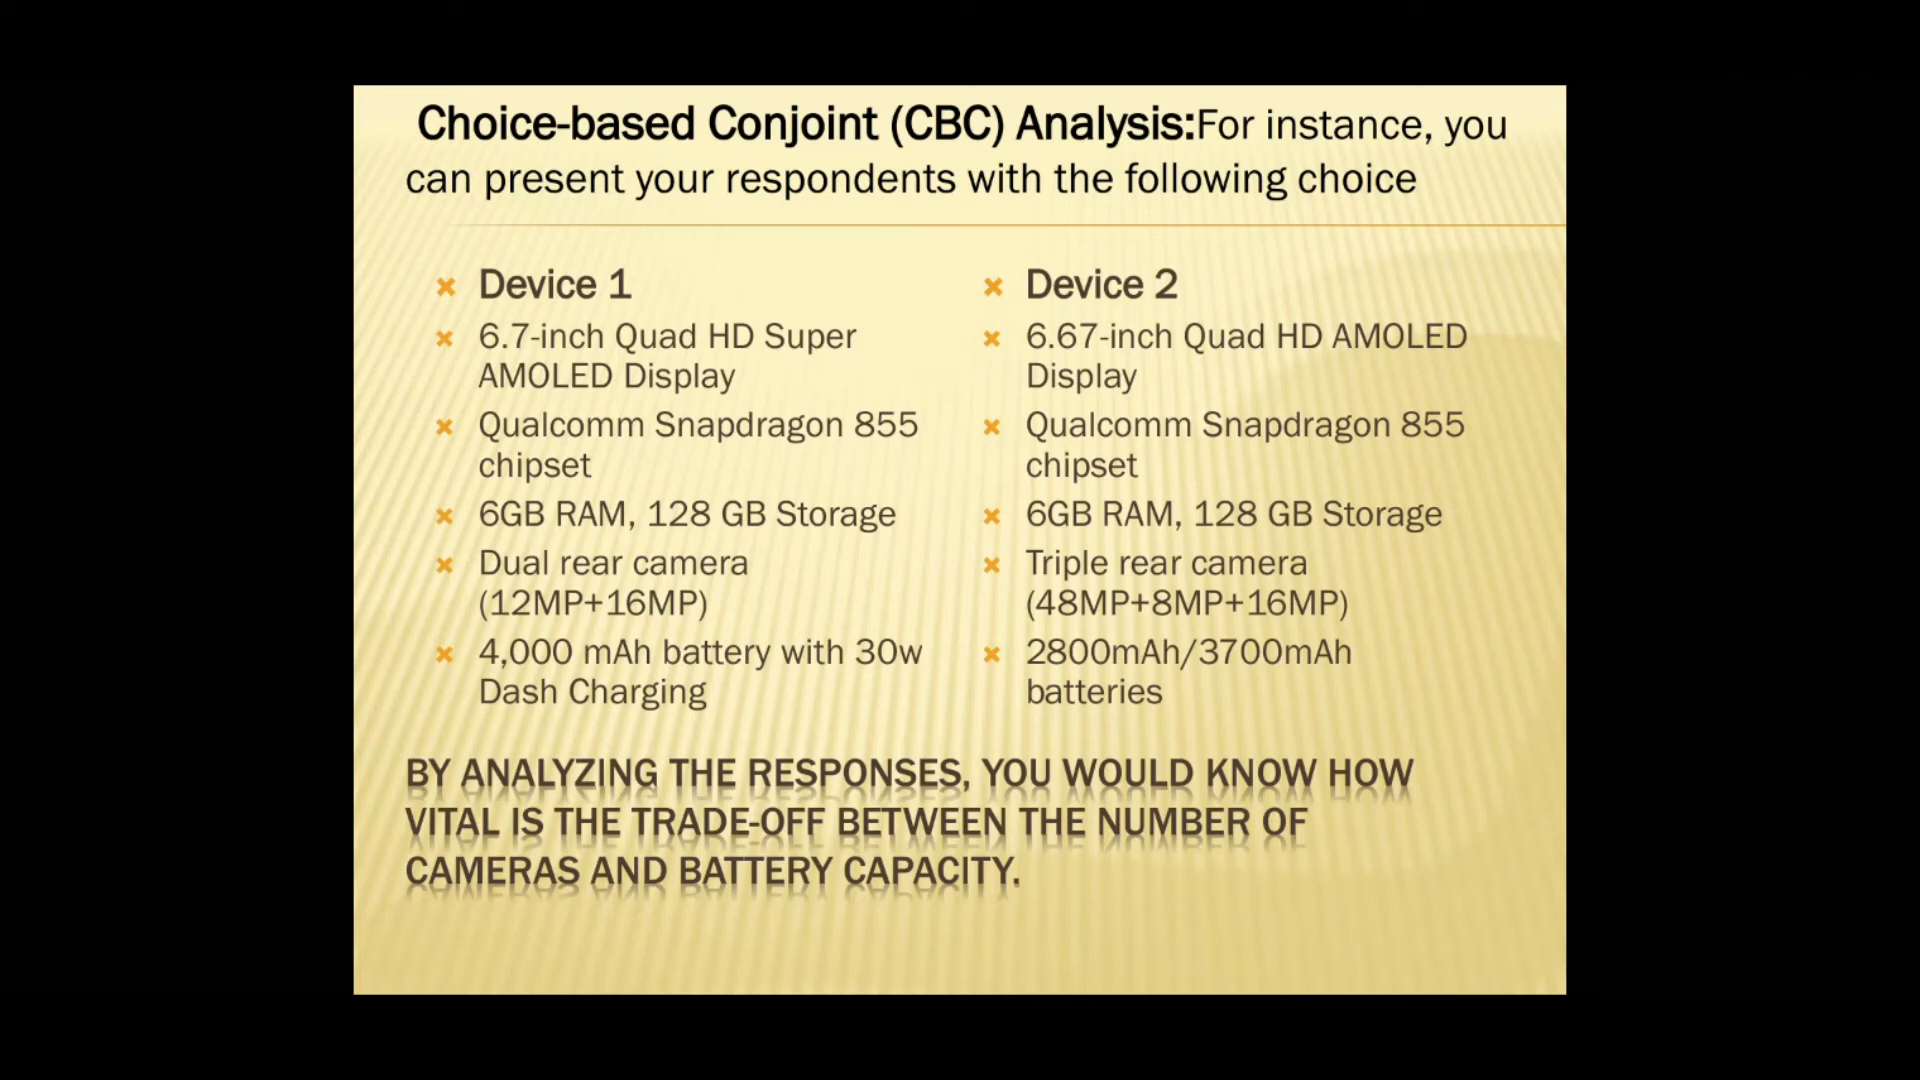 Choice-based Conjoint (CBC) Analysis:For instance, you
can present your respondents with the following choice
Device 1
6.7-inch Quad HD Super
AMOLED Display
Qualcomm Snapdragon 855
chipset
6GB RAM, 128 GB Storage
Dual rear camera
(12MP+16MP)
4,000 mAh battery with 30w
Dash Charging
Device 2
6.67-inch Quad HD AMOLED
Display
Qualcomm Snapdragon 855
chipset
6GB RAM, 128 GB Storage
Triple rear camera
(48MP+8MP+16MP)
2800mAh/3700mAh
batteries
BY ANALYZING THE RESPONSES, YOU WOULD KNOW HOW
VITAL IS THE TRADE-OFF BETWEEN THE NUMBER OF
CAMERAS AND BATTERY CAPACITY.